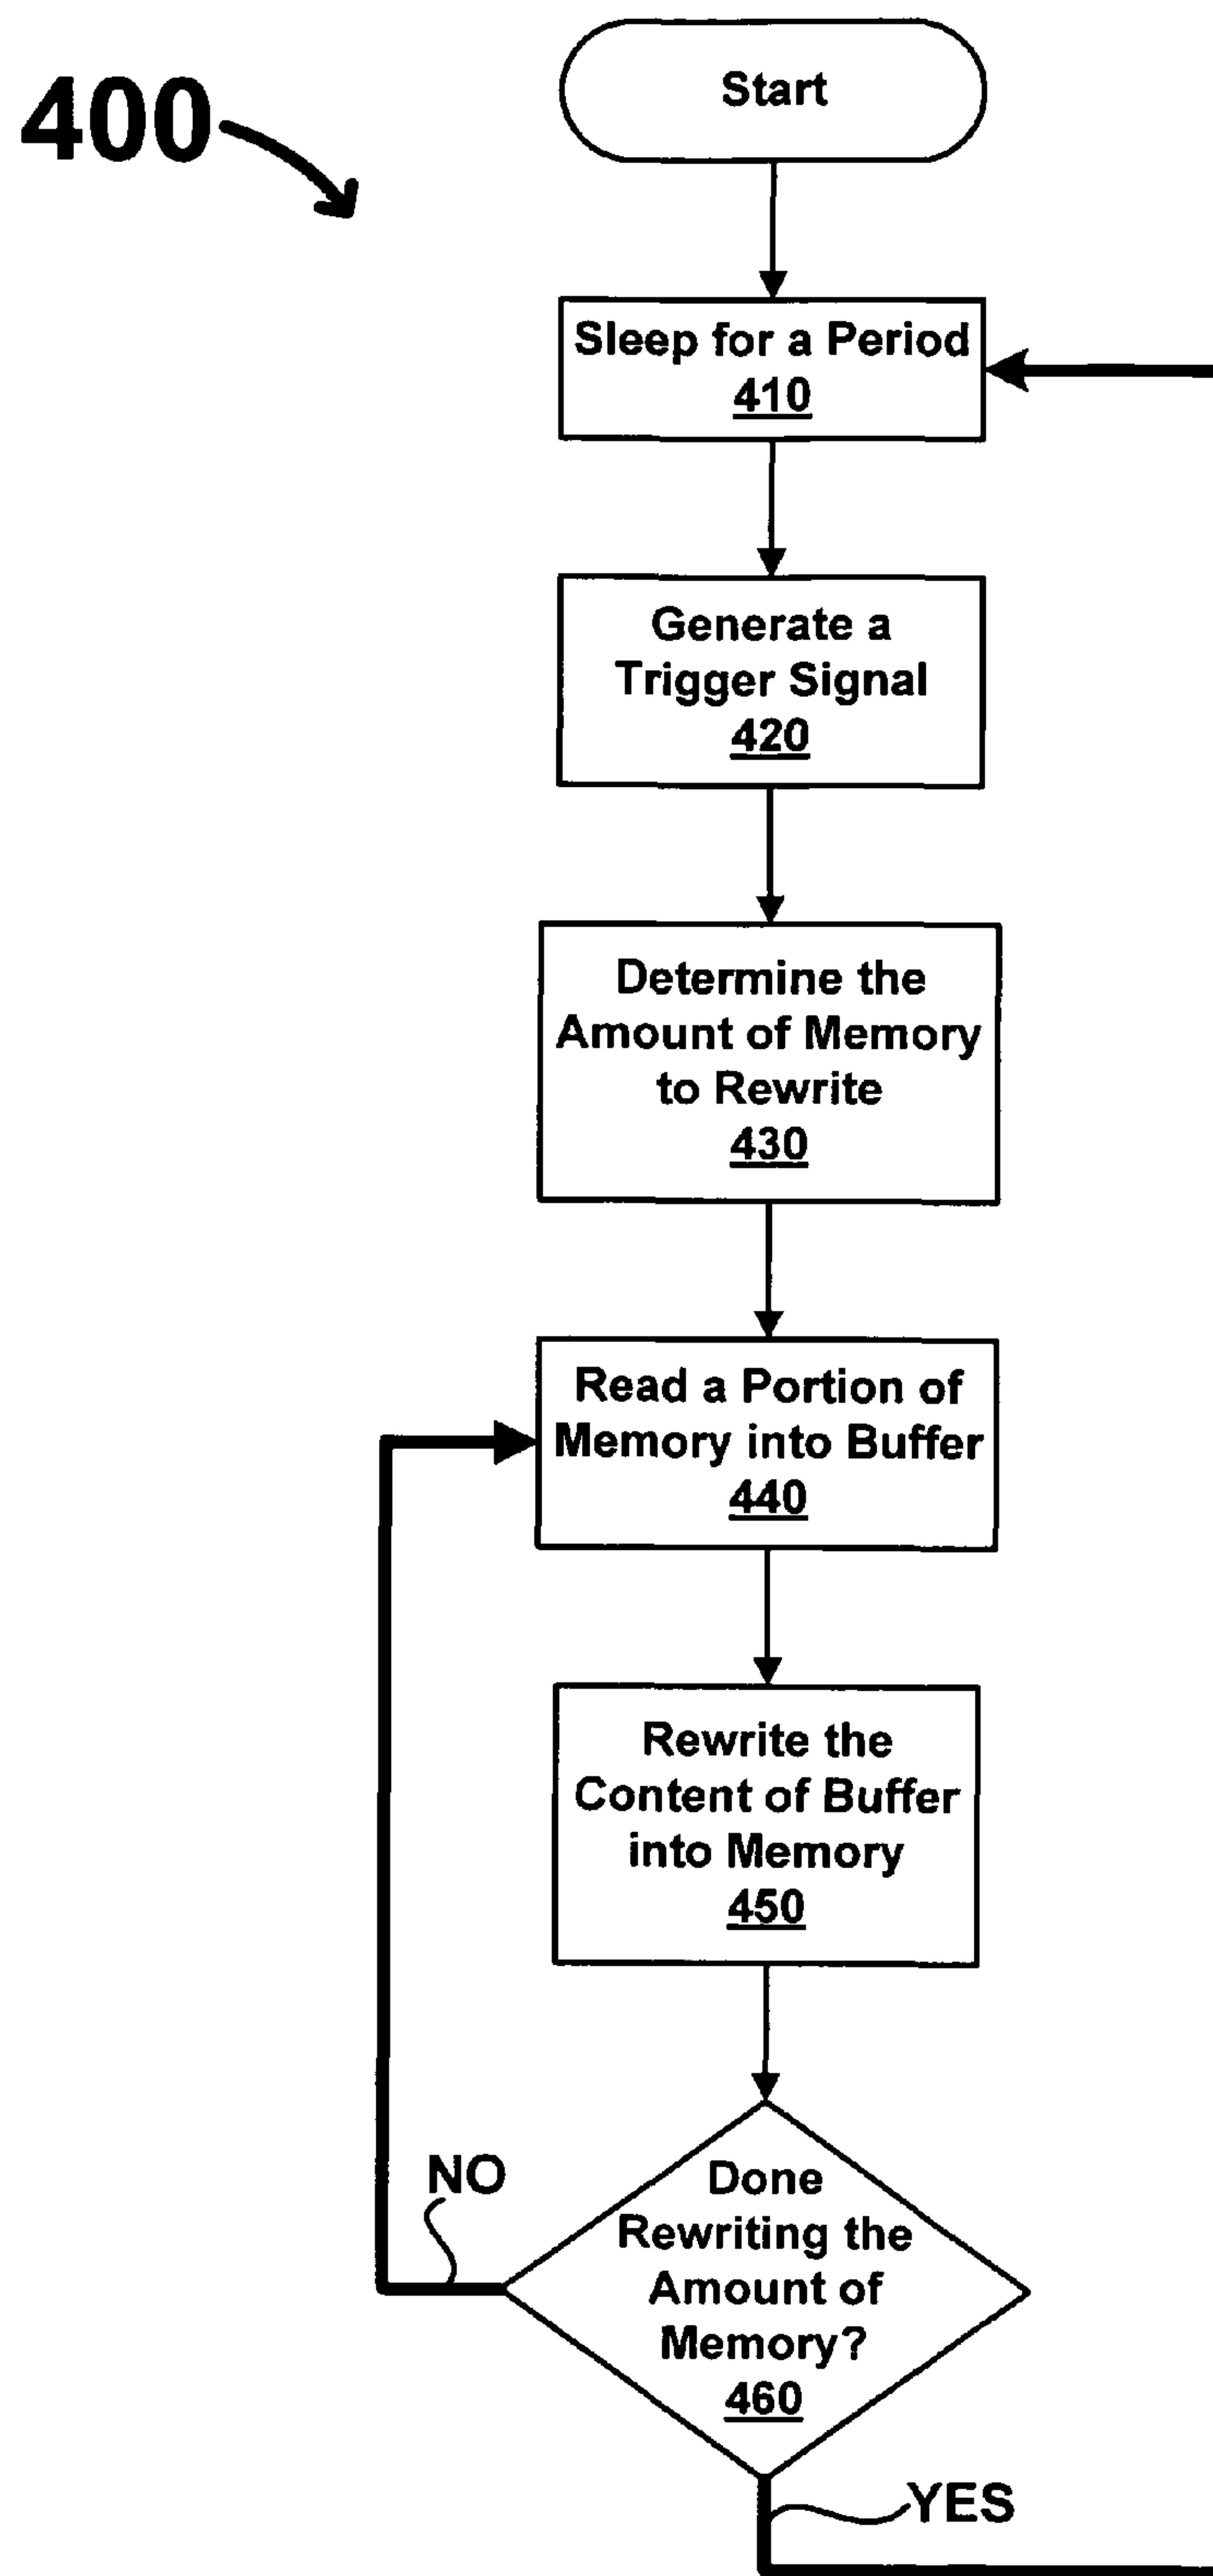 400
Start
Sleep for a Period
410
Generate a
Trigger Signal
420
Determine the
Amount of Memory
to Rewrite
430
Read a Portion of
Memory into Buffer
440
Rewrite the
Content of Buffer
into Memory
450
NO
Done
Rewriting the
Amount of
Memory?
460
YES